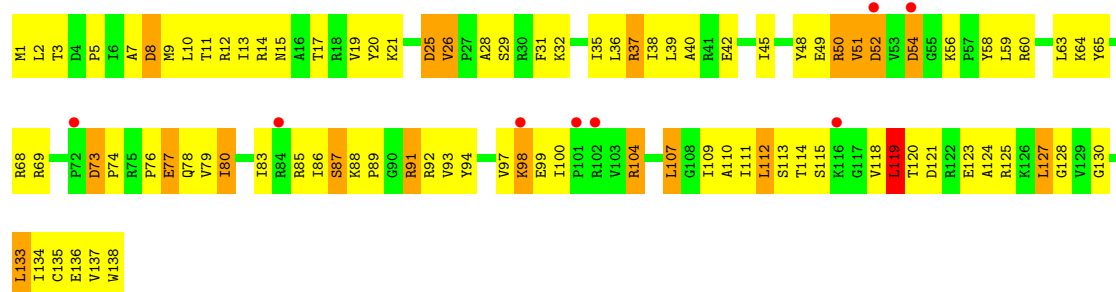 M1 L2 T3 D4 P5 I6 A7 D8 M9 L10 T11 R12 I13 R14 N15 A16 T17 R18 V19 Y20 K21 D25 V26 P27 A28 S29 R30 F31 K32 I35 L36 R37 I38 L39 A40 R41 E42 I45 Y48 E49 R50 V51 D52 V53 D54 G55 K56 P57 Y58 L59 R60 L63 K64 Y65
R68 R69 P72 D73 P74 R75 P76 E77 Q78 V79 I80 I83 R84 R85 I86 S87 K88 P89 G90 R91 R92 V93 Y94 V97 K98 E99 I100 P101 R102 V103 R104 L107 G108 I109 A110 I111 L112 S113 T114 S115 K116 G117 V118 L119 T120 D121 R122 E123 A124 R125 K126 L127 G128 V129 G130
L133 I134 C135 E136 V137 W138